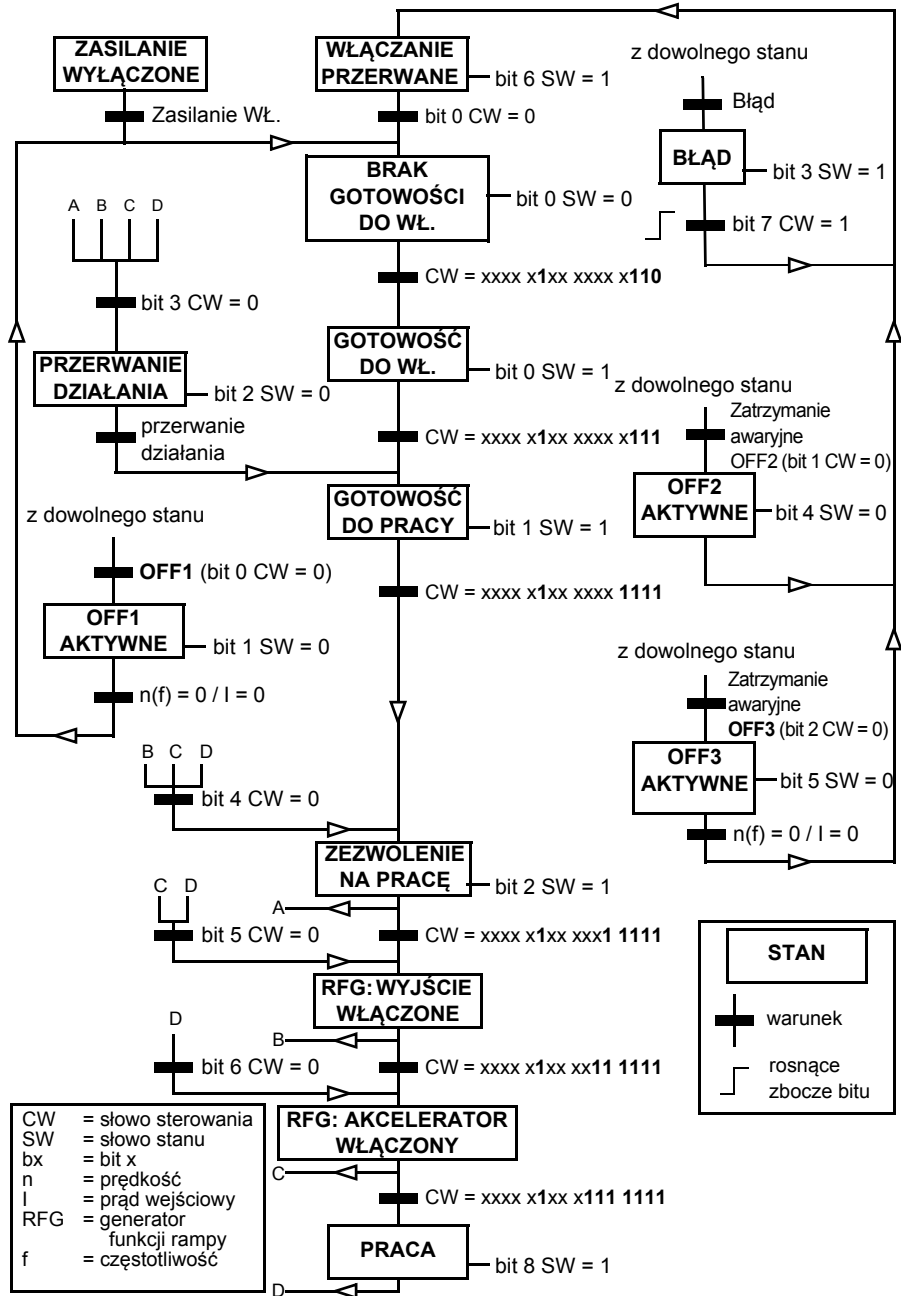 ZASILANIE
WYŁĄCZONE
Zasilanie WŁ.
WŁĄCZANIE
PRZERWANE
bit 6 SW = 1
bit 0 CW = 0
z dowolnego stanu
Błąd
BŁĄD
bit 3 SW = 1
bit 7 CW = 1
BRAK
GOTOWOŚCI
DO WŁ.
bit 0 SW = 0
A B C D
bit 3 CW = 0
CW = xxxx x1xx xxxx x110
PRZERWANIE
DZIAŁANIA
bit 2 SW = 0
przerwanie
działania
GOTOWOŚĆ
DO WŁ.
bit 0 SW = 1
CW = xxxx x1xx xxxx x111
z dowolnego stanu
Zatrzymanie
awaryjne
OFF2 (bit 1 CW = 0)
OFF2
AKTYWNE
bit 4 SW = 0
GOTOWOŚĆ
DO PRACY
bit 1 SW = 1
CW = xxxx x1xx xxxx 1111
z dowolnego stanu
OFF1 (bit 0 CW = 0)
OFF1
AKTYWNE
bit 1 SW = 0
n(f) = 0 / I = 0
z dowolnego stanu
Zatrzymanie
awaryjne
OFF3 (bit 2 CW = 0)
OFF3
AKTYWNE
bit 5 SW = 0
n(f) = 0 / I = 0
B C D
bit 4 CW = 0
ZEZWOLENIE
NA PRACĘ
bit 2 SW = 1
A
C D
bit 5 CW = 0
CW = xxxx x1xx xxx1 1111
RFG: WYJŚCIE
WŁĄCZONE
B
D
bit 6 CW = 0
CW = xxxx x1xx xx11 1111
RFG: AKCELERATOR
WŁĄCZONY
C
CW = xxxx x1xx x111 1111
PRACA
bit 8 SW = 1
D
STAN
warunek
rosnące
zbocze bitu
CW = słowo sterowania
SW = słowo stanu
bx = bit x
n = prędkość
I = prąd wejściowy
RFG = generator
funkcji rampy
f = częstotliwość